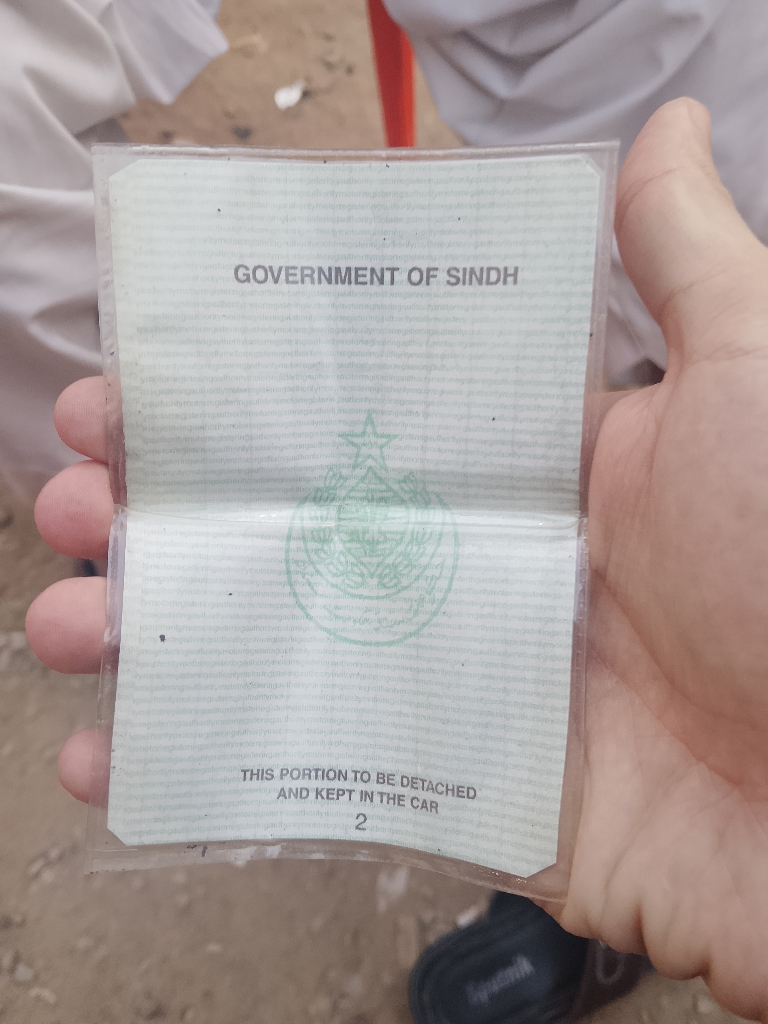 GOVERNMENT OF SINDH
THIS PORTION TO BE DETACHED
AND KEPT IN THE CAR
2